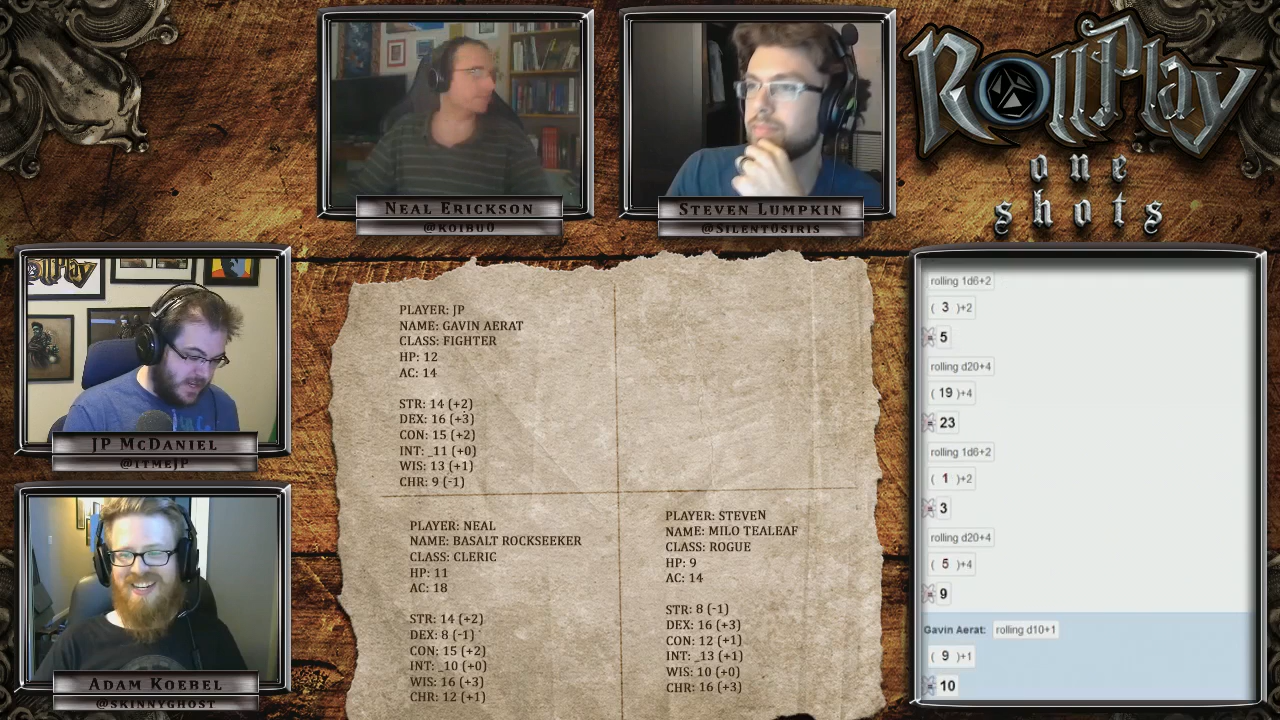 RollPlay
one
shots
NEAL ERICKSON
@KOIBU0
STEVEN LUMPKIN
@SILENT0SIRIS
RollPlay
JP MCDANIEL
@ITMEJP
ADAM KOEBEL
@SKINNYGHOST
PLAYER: JP
NAME: GAVIN AERAT
CLASS: FIGHTER
HP: 12
AC: 14
STR: 14 (+2)
DEX: 16 (+3)
CON: 15 (+2)
INT: _11 (+0)
WIS: 13 (+1)
CHR: 9 (-1)
PLAYER: NEAL
NAME: BASALT ROCKSEEKER
CLASS: CLERIC
HP: 11
AC: 18
STR: 14 (+2)
DEX: 8 (-1)
CON: 15 (+2)
INT: _10 (+0)
WIS: 16 (+3)
CHR: 12 (+1)
PLAYER: STEVEN
NAME: MILO TEALEAF
CLASS: ROGUE
HP: 9
AC: 14
STR: 8 (-1)
DEX: 16 (+3)
CON: 12 (+1)
INT: _13 (+1)
WIS: 10 (+0)
CHR: 16 (+3)
rolling 1d6+2
( 3 )+2
= 5
rolling d20+4
( 19 )+4
= 23
rolling 1d6+2
( 1 )+2
= 3
rolling d20+4
( 5 )+4
= 9
Gavin Aerat: rolling d10+1
( 9 )+1
= 10